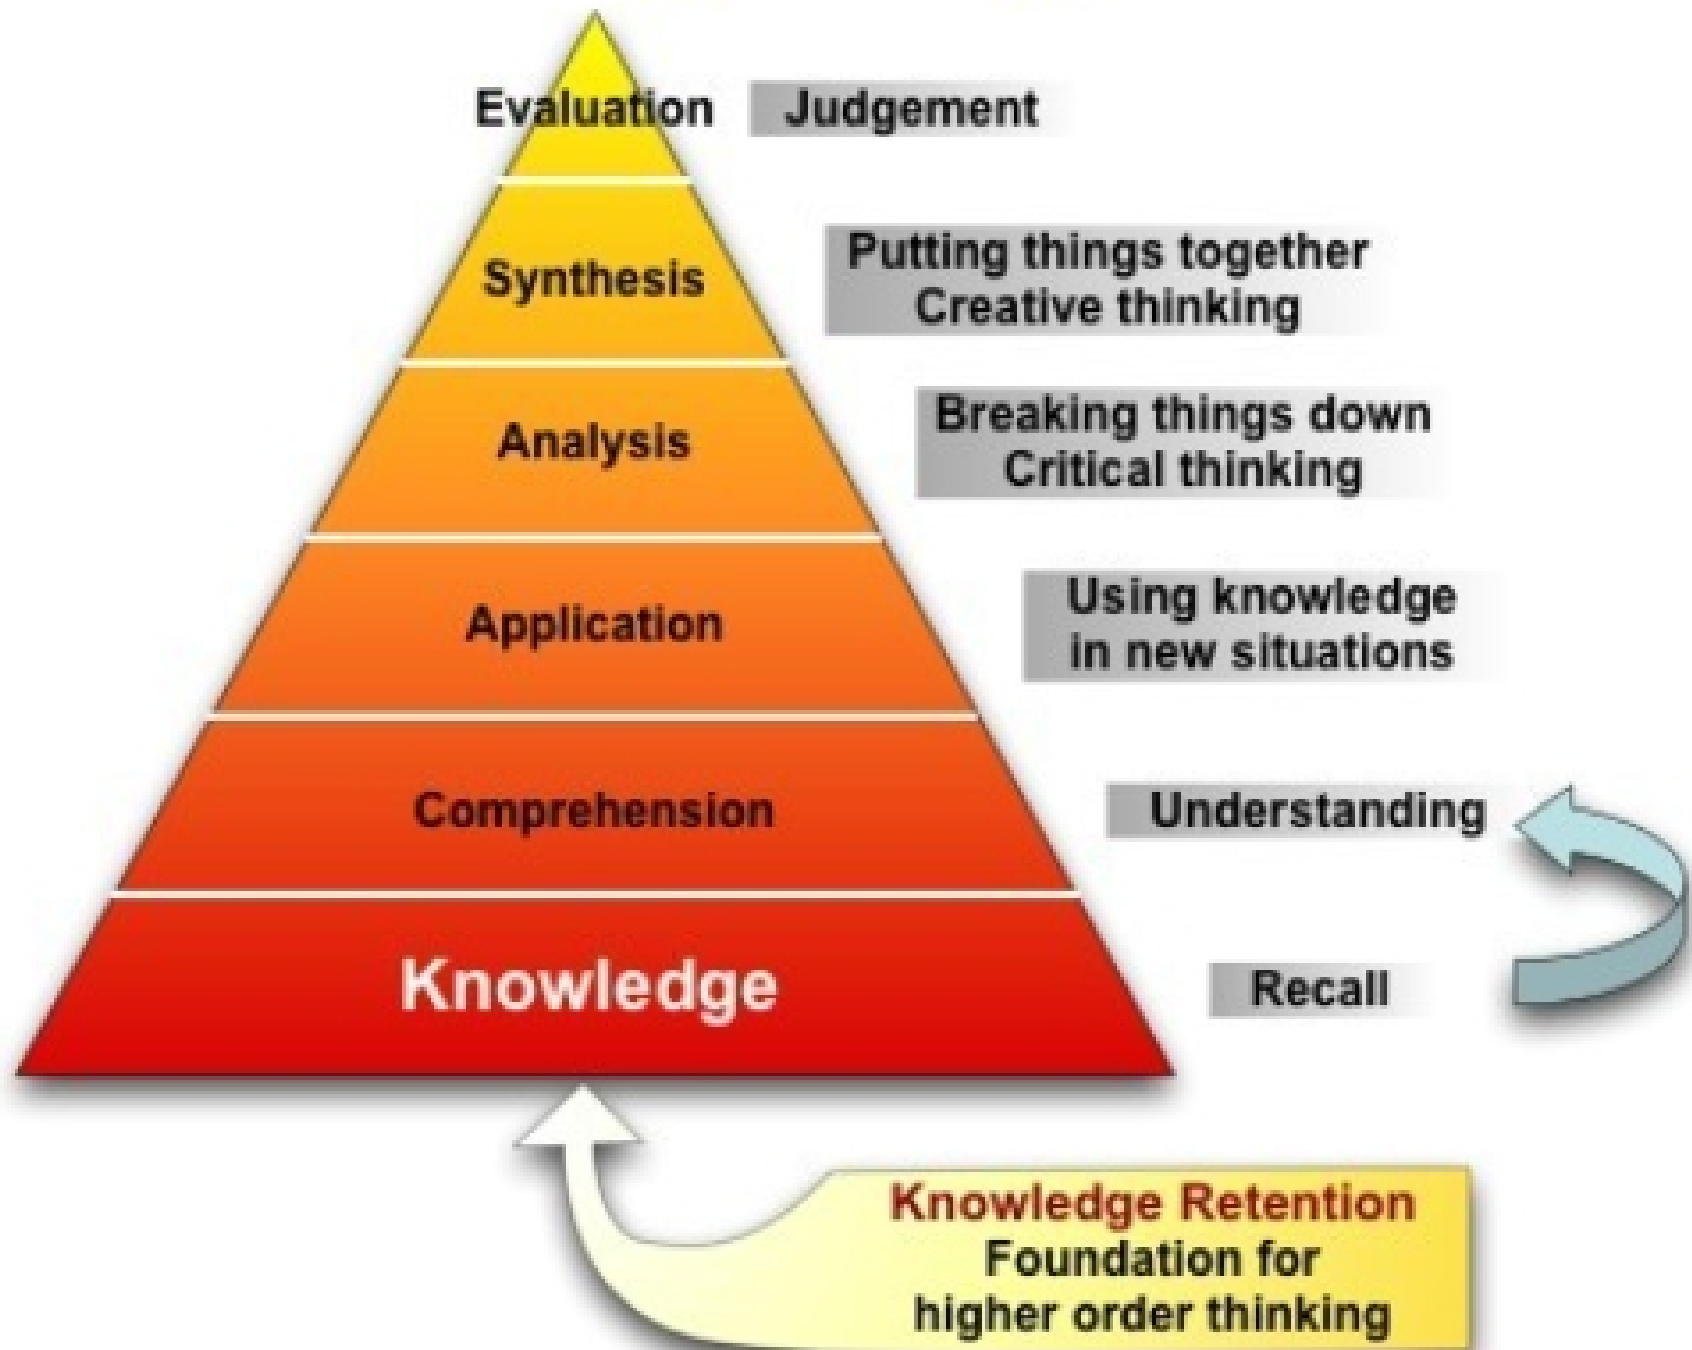 Evaluation
Judgement
Synthesis
Putting things together
Creative thinking
Analysis
Breaking things down
Critical thinking
Application
Using knowledge
in new situations
Comprehension
Understanding
Knowledge
Recall
Knowledge Retention
Foundation for
higher order thinking